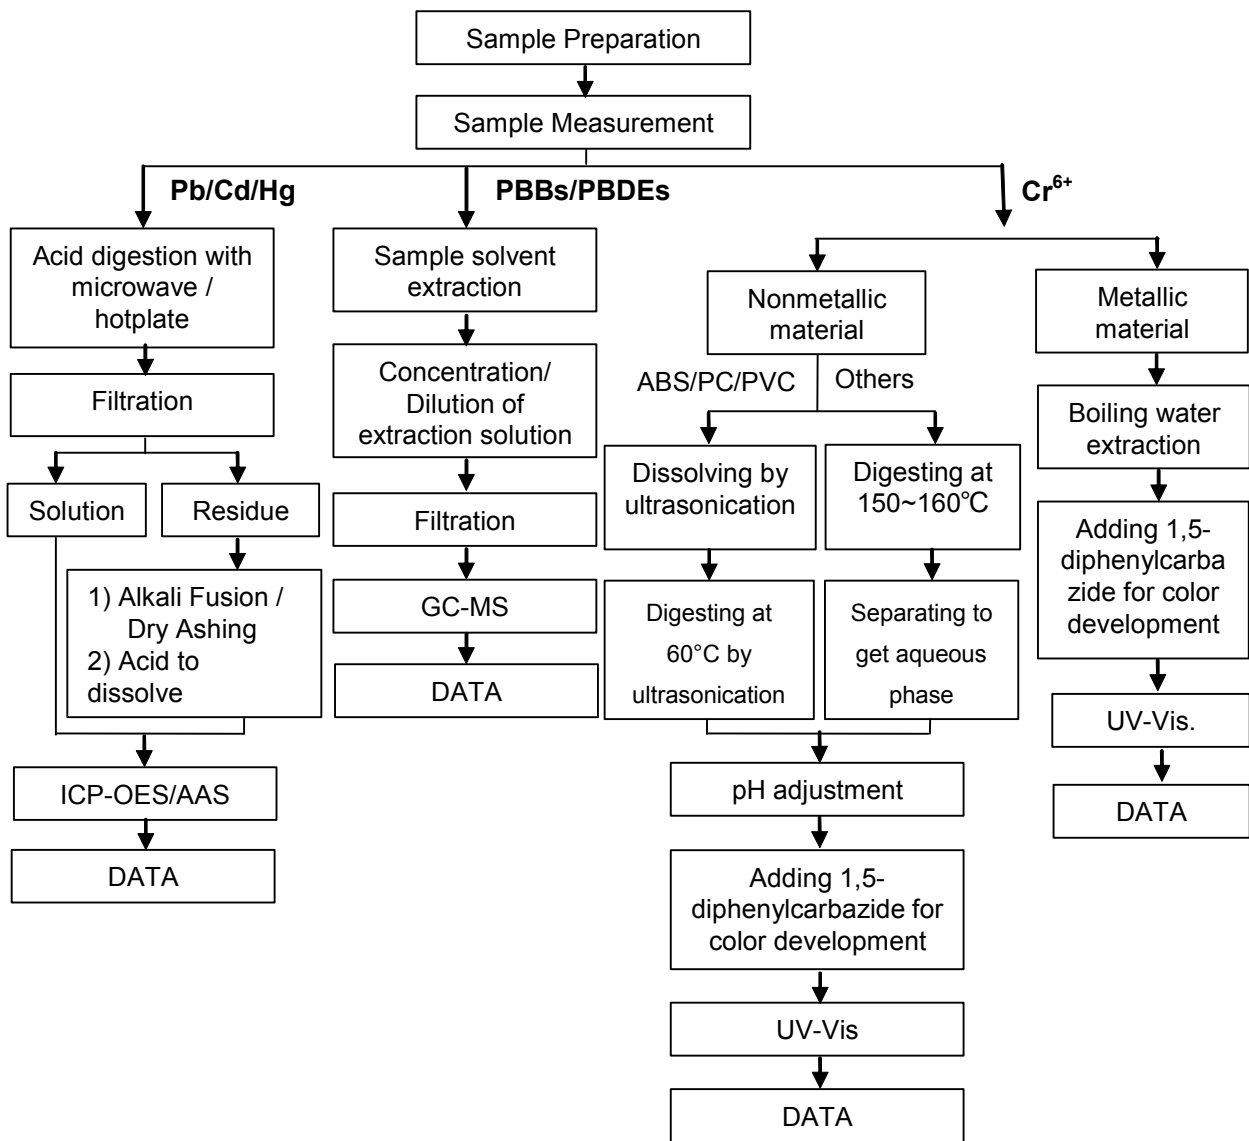 Sample Preparation
Sample Measurement
Pb/Cd/Hg
PBBs/PBDEs
Cr⁶⁺
Acid digestion with
microwave /
hotplate
Filtration
Solution
Residue
1) Alkali Fusion /
Dry Ashing
2) Acid to
dissolve
ICP-OES/AAS
DATA
Sample solvent
extraction
Concentration/
Dilution of
extraction solution
Filtration
GC-MS
DATA
Nonmetallic
material
ABS/PC/PVC
Others
Dissolving by
ultrasonication
Digesting at
60°C by
ultrasonication
Digesting at
150~160℃
Separating to
get aqueous
phase
pH adjustment
Adding 1,5-
diphenylcarbazide for
color development
UV-Vis
DATA
Metallic
material
Boiling water
extraction
Adding 1,5-
diphenylcarba
zide for color
development
UV-Vis.
DATA